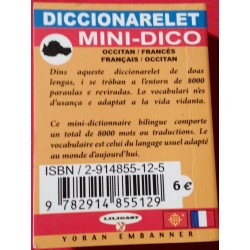 DICCIONARELET
MINI-DICO
OCCITAN / FRANCÉS
FRANÇAIS / OCCITAN
Dins aqueste diccionarelet de doas
lengas, i se tròban a l'entorn de 8000
paraulas e reviradas. Lo vocabulari n'es
d'usança e adaptat a la vida vidanta.
Ce mini-dictionnaire bilingue comporte
un total de 8000 mots ou traductions. Le
vocabulaire est celui du langage usuel adapté
au monde d'aujourd'hui.
ISBN / 2-914855-12-5
6 €
9 782914 855129
LILIGAST
YORAN EMBANNER